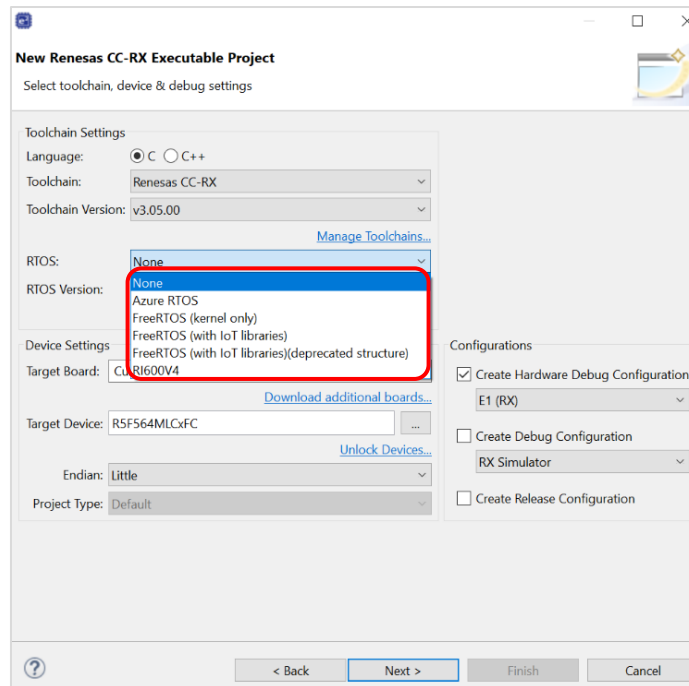 New Renesas CC-RX Executable Project
Select toolchain, device & debug settings
Toolchain Settings
Language: C C++
Toolchain: Renesas CC-RX
Toolchain Version: v3.05.00
Manage Toolchains...
RTOS: None
RTOS Version:
None
Azure RTOS
FreeRTOS (kernel only)
FreeRTOS (with IoT libraries)
FreeRTOS (with IoT libraries)(deprecated structure)
RI600V4
Device Settings
Target Board: Cu
Download additional boards...
Target Device: R5F564MLCxFC ...
Unlock Devices...
Endian: Little
Project Type: Default
Configurations
Create Hardware Debug Configuration
E1 (RX)
Create Debug Configuration
RX Simulator
Create Release Configuration
? < Back Next > Finish Cancel